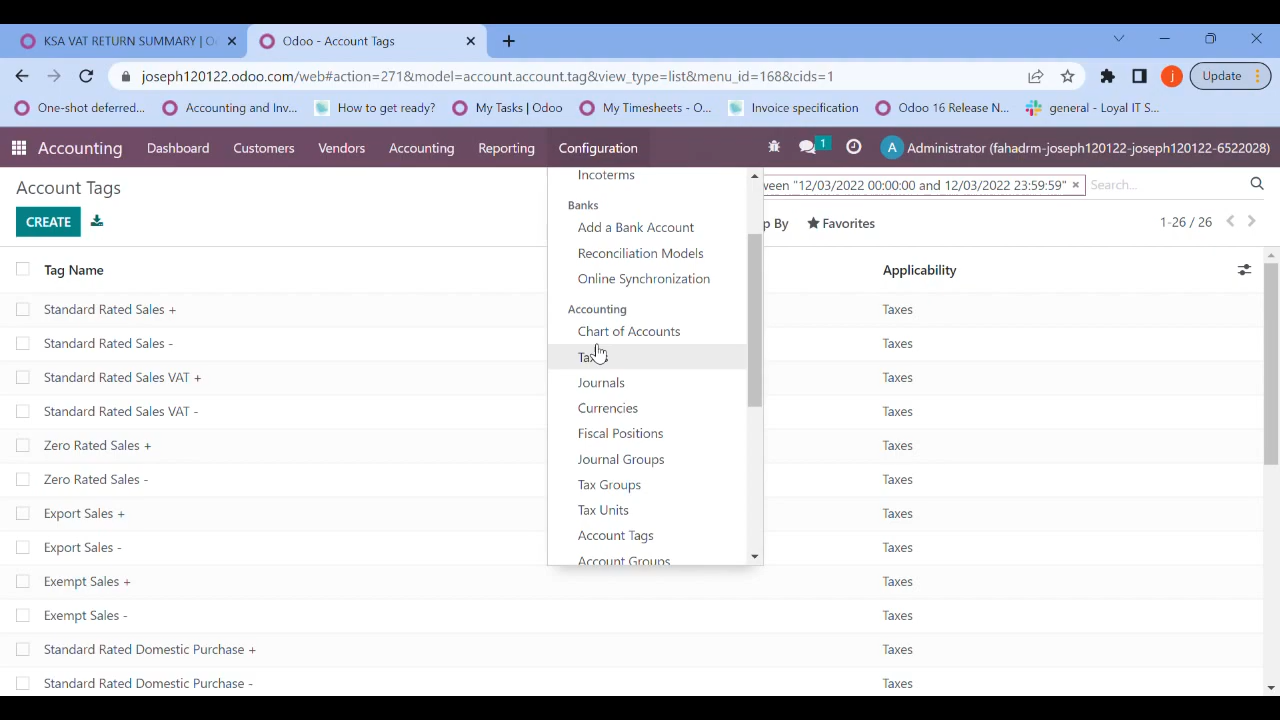 KSA VAT RETURN SUMMARY | O
Odoo - Account Tags
joseph120122.odoo.com/web#action=271&model=account.account.tag&view_type=list&menu_id=168&cids=1
j
Update
One-shot deferred...
Accounting and Inv...
How to get ready?
My Tasks | Odoo
My Timesheets - O...
Invoice specification
Odoo 16 Release N...
general - Loyal IT S...
Accounting
Dashboard
Customers
Vendors
Accounting
Reporting
Configuration
1
A
Administrator (fahadrm-joseph120122-joseph120122-6522028)
Account Tags
"12/03/2022 00:00:00 and 12/03/2022 23:59:59" ×
Search...
CREATE
By
Favorites
1-26 / 26
Tag Name
Applicability
Standard Rated Sales +
Taxes
Standard Rated Sales -
Taxes
Standard Rated Sales VAT +
Taxes
Standard Rated Sales VAT -
Taxes
Zero Rated Sales +
Taxes
Zero Rated Sales -
Taxes
Export Sales +
Taxes
Export Sales -
Taxes
Exempt Sales +
Taxes
Exempt Sales -
Taxes
Standard Rated Domestic Purchase +
Taxes
Standard Rated Domestic Purchase -
Taxes
Incoterms
Banks
Add a Bank Account
Reconciliation Models
Online Synchronization
Accounting
Chart of Accounts
Taxes
Journals
Currencies
Fiscal Positions
Journal Groups
Tax Groups
Tax Units
Account Tags
Account Groups